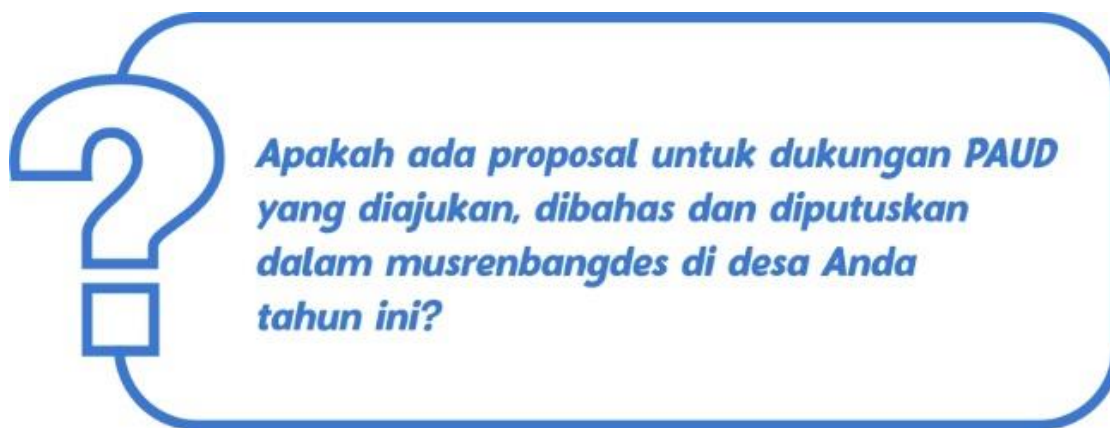 Apakah ada proposal untuk dukungan PAUD
yang diajukan, dibahas dan diputuskan
dalam musrenbangdes di desa Anda
tahun ini?